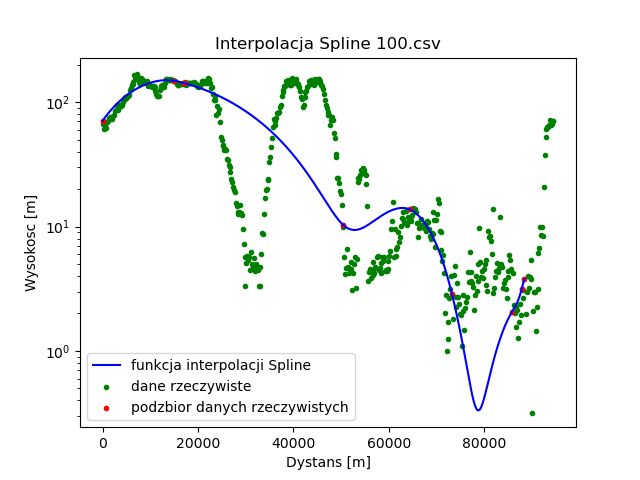 Interpolacja Spline 100.csv
Wysokosc [m]
10²
10¹
10⁰
funkcja interpolacji Spline
dane rzeczywiste
podzbior danych rzeczywistych
0 20000 40000 60000 80000
Dystans [m]